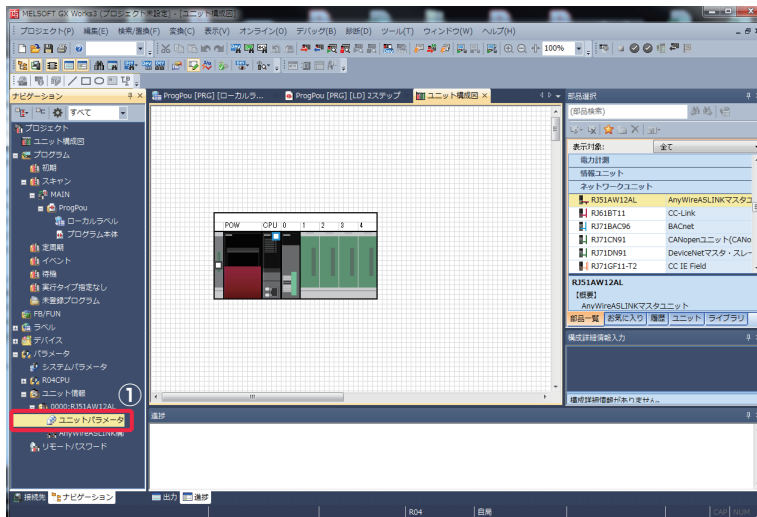 MELSOFT GX Works3 (プロジェクト未設定) - [ユニット構成図]
プロジェクト(P) 編集(E) 検索/置換(F) 変換(C) 表示(V) オンライン(O) デバッグ(B) 診断(D) ツール(T) ウィンドウ(W) ヘルプ(H)
100%
ナビゲーション
すべて
プロジェクト
ユニット構成図
プログラム
初期
スキャン
MAIN
ProgPou
ローカルラベル
プログラム本体
定周期
イベント
待機
実行タイプ指定なし
未登録プログラム
FB/FUN
ラベル
デバイス
パラメータ
システムパラメータ
R04CPU
ユニット情報
①
0000:RJ51AW12AL
ユニットパラメータ
AnyWireASLINK構
リモートパスワード
接続先 ナビゲーション
ProgPou [PRG] [ローカルラ... ProgPou [PRG] [LD] 2ステップ ユニット構成図
POW CPU 0 1 2 3 4
進捗
出力 進捗
部品選択
(部品検索)
表示対象: 全て
電力計測
情報ユニット
ネットワークユニット
RJ51AW12AL AnyWireASLINKマスタユ
RJ61BT11 CC-Link
RJ71BAC96 BACnet
RJ71CN91 CANopenユニット(CANo
RJ71DN91 DeviceNetマスタ・スレー
RJ71GF11-T2 CC IE Field
RJ51AW12AL
【概要】
AnyWireASLINKマスタユニット
部品一覧 お気に入り 履歴 ユニット ライブラリ
構成詳細情報入力
構成詳細情報がありません。
R04 自局 CAP NUM